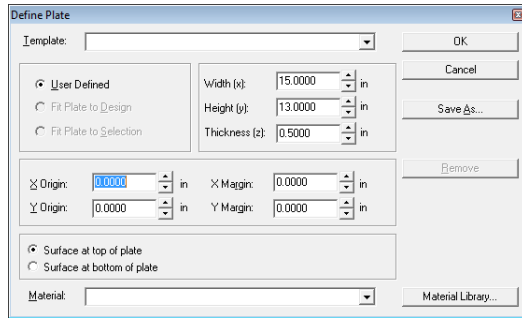 Define Plate
Template:
OK
Cancel
User Defined
Fit Plate to Design
Fit Plate to Selection
Width (x): 15.0000 in
Height (y): 13.0000 in
Thickness (z): 0.5000 in
Save As...
Remove
X Origin: 0.0000 in X Margin: 0.0000 in
Y Origin: 0.0000 in Y Margin: 0.0000 in
Surface at top of plate
Surface at bottom of plate
Material:
Material Library...